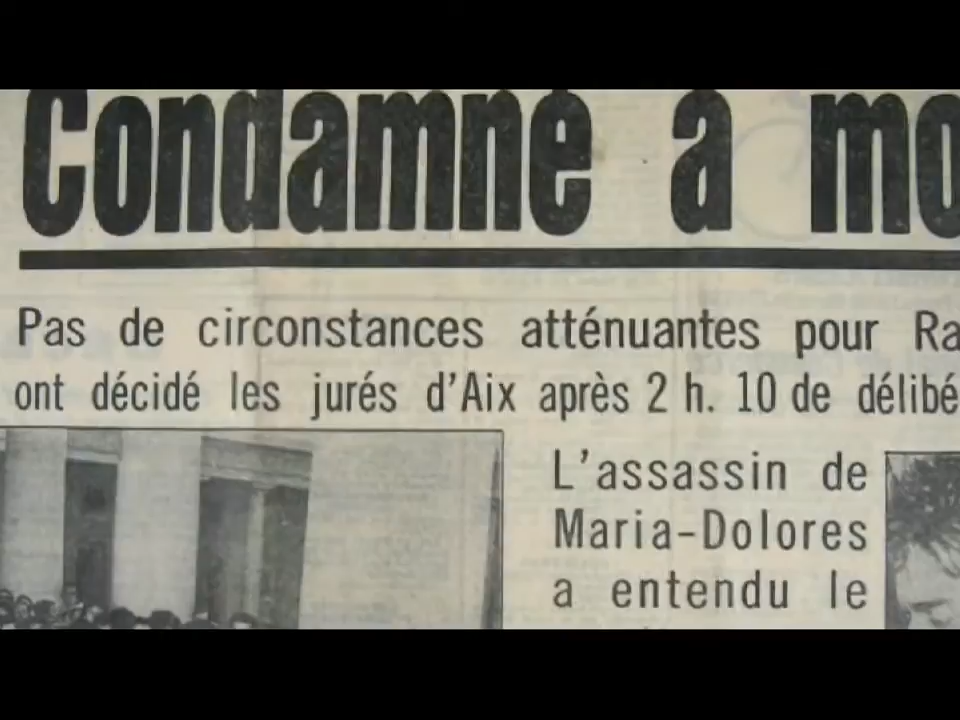 Condamné à mo
Pas de circonstances atténuantes pour Ra
ont décidé les jurés d'Aix après 2 h. 10 de délibé
L'assassin de
Maria-Dolores
a entendu le